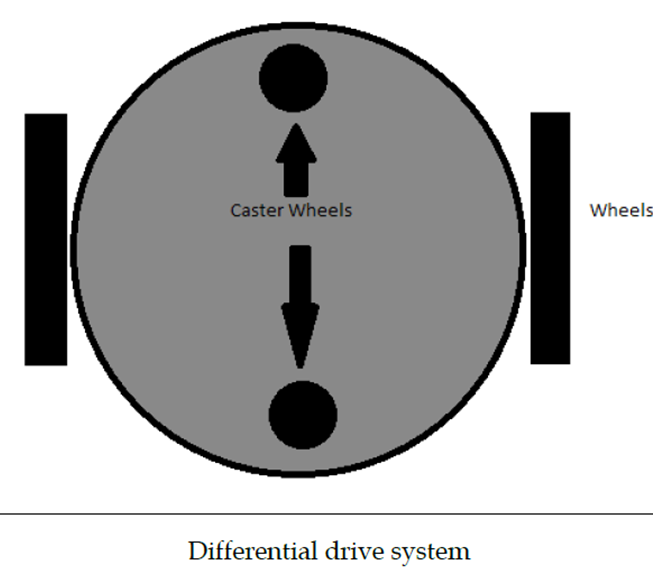 Caster Wheels
Wheels
Differential drive system